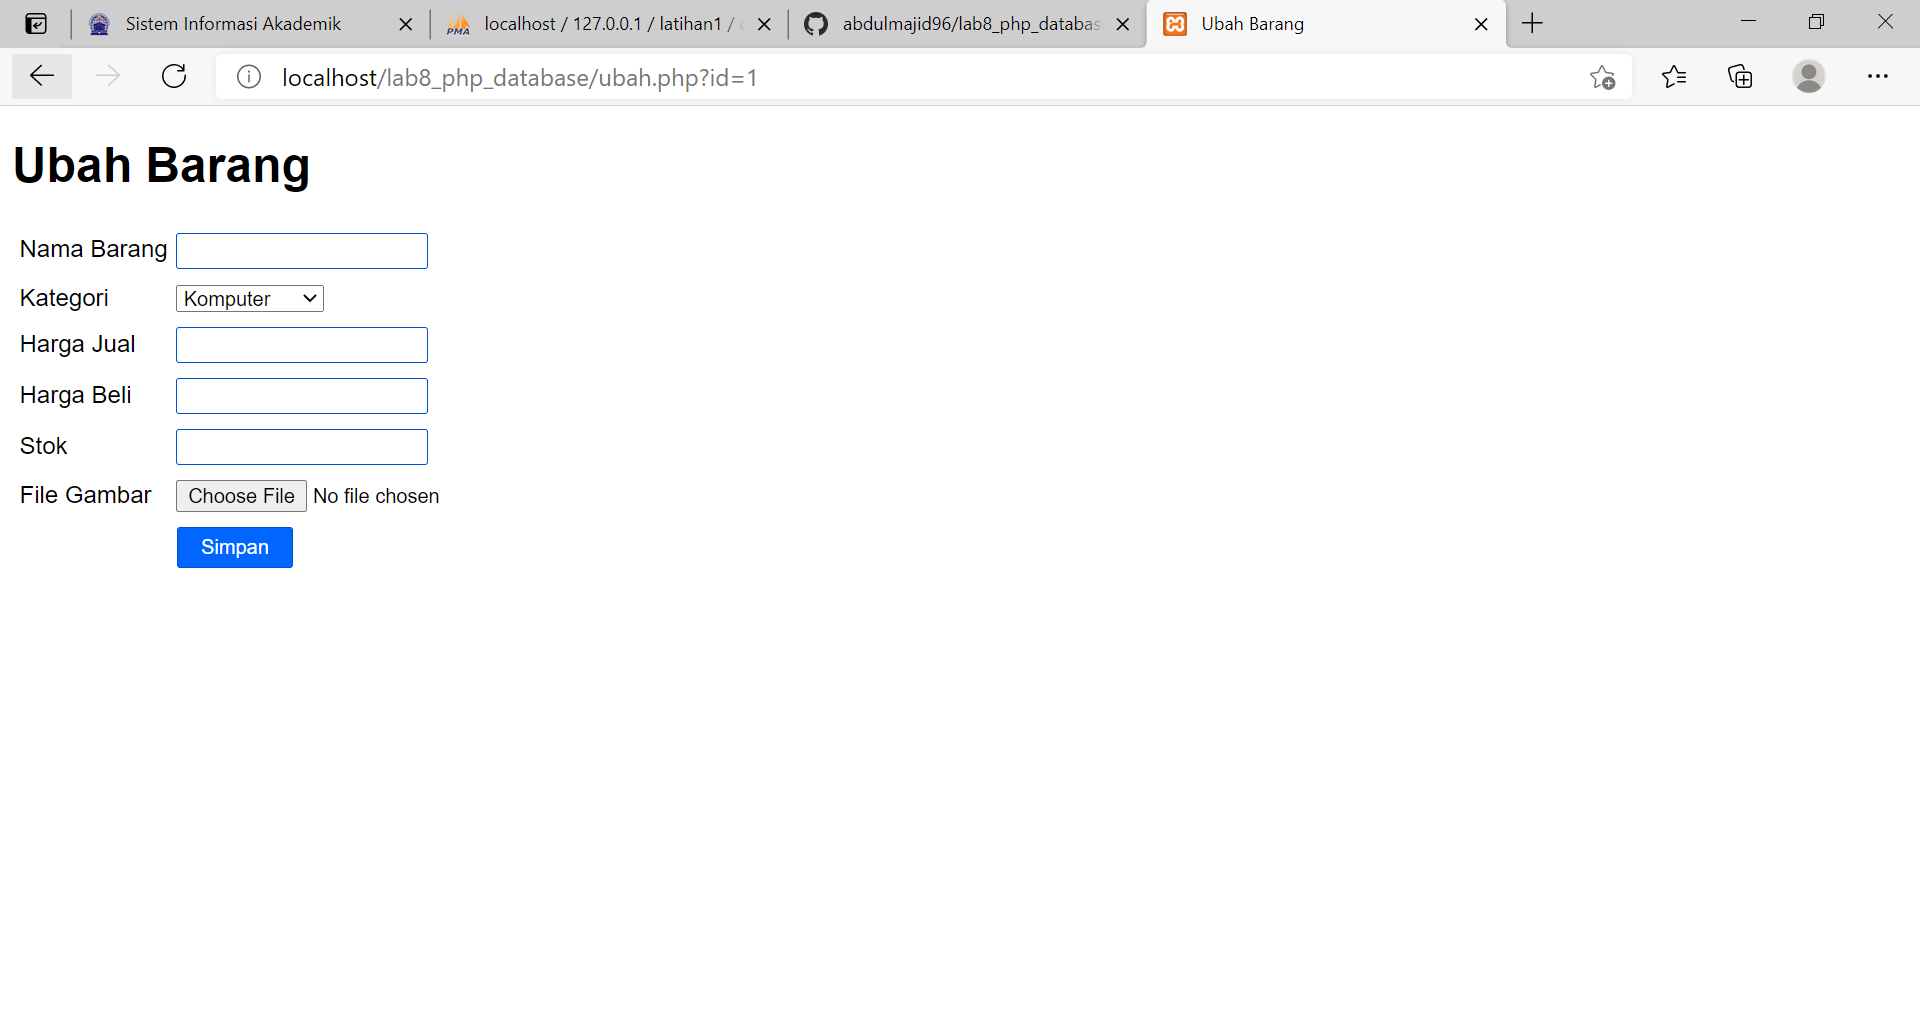 Sistem Informasi Akademik
PMA localhost / 127.0.0.1 / latihan1 /
abdulmajid96/lab8_php_databas
Ubah Barang
localhost/lab8_php_database/ubah.php?id=1
Ubah Barang
Nama Barang
Kategori Komputer
Harga Jual
Harga Beli
Stok
File Gambar Choose File No file chosen
Simpan